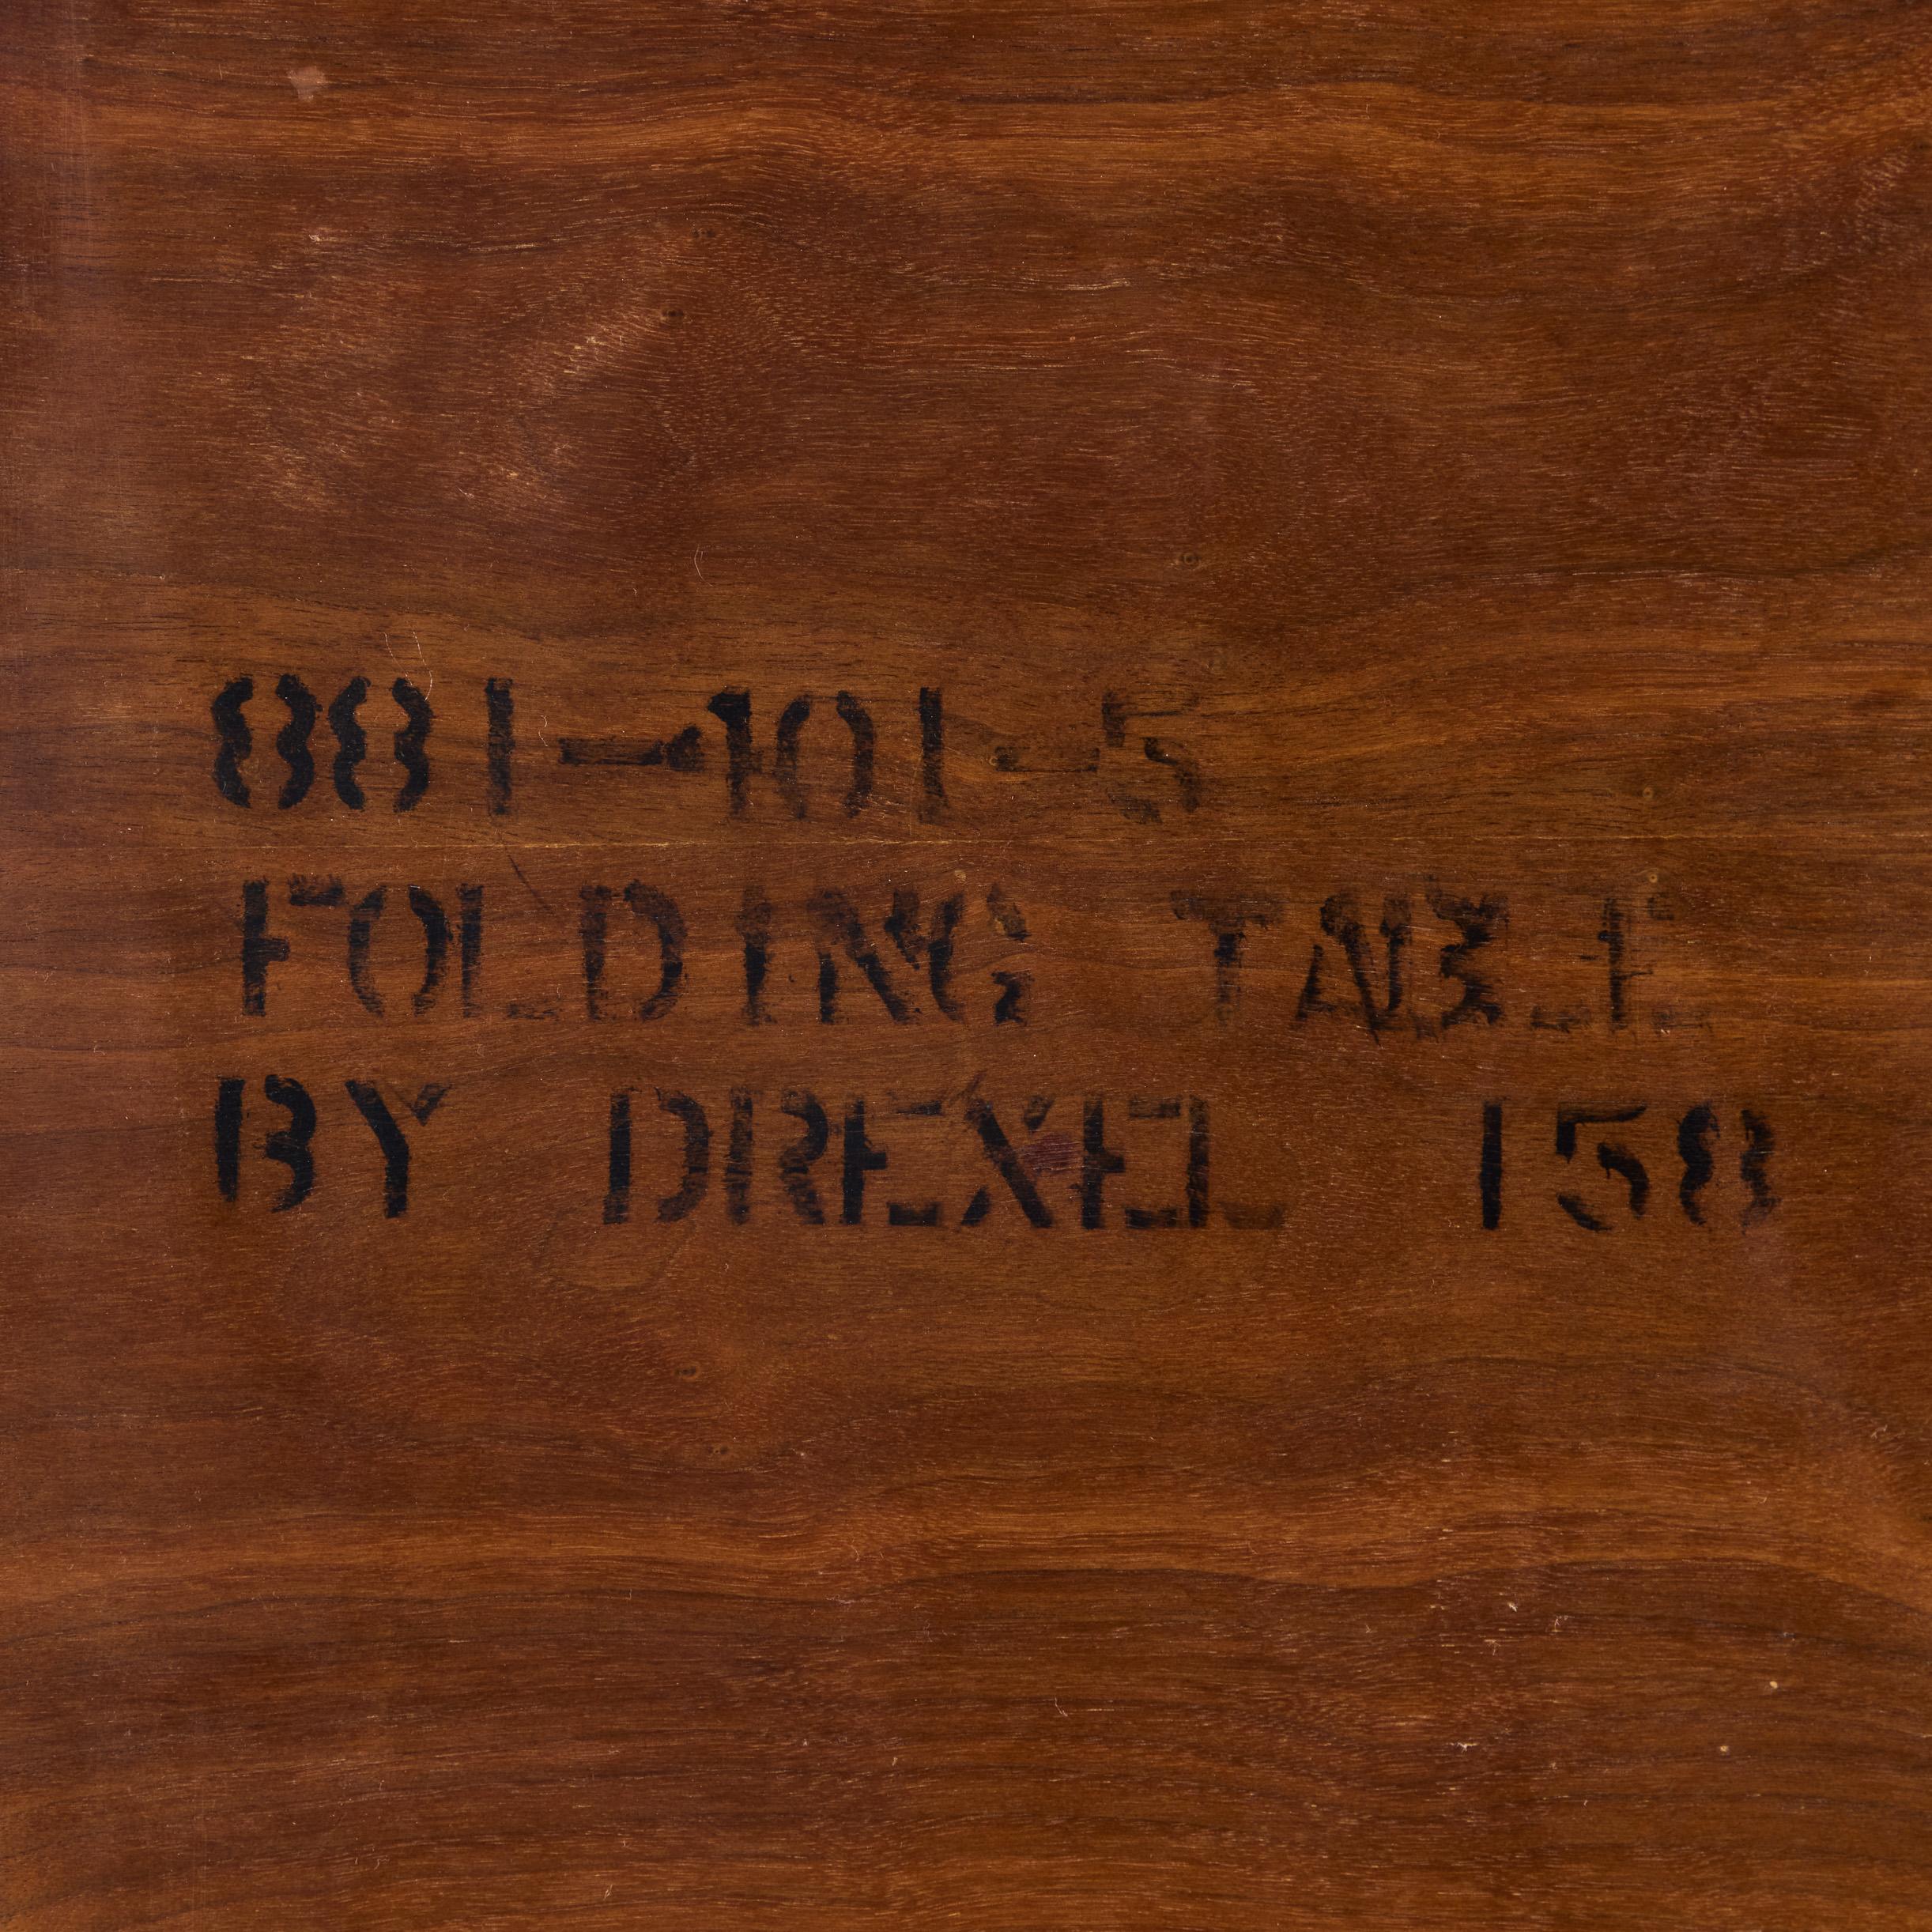 881-101-5
FOLDING TABLE
BY DREXEL 158